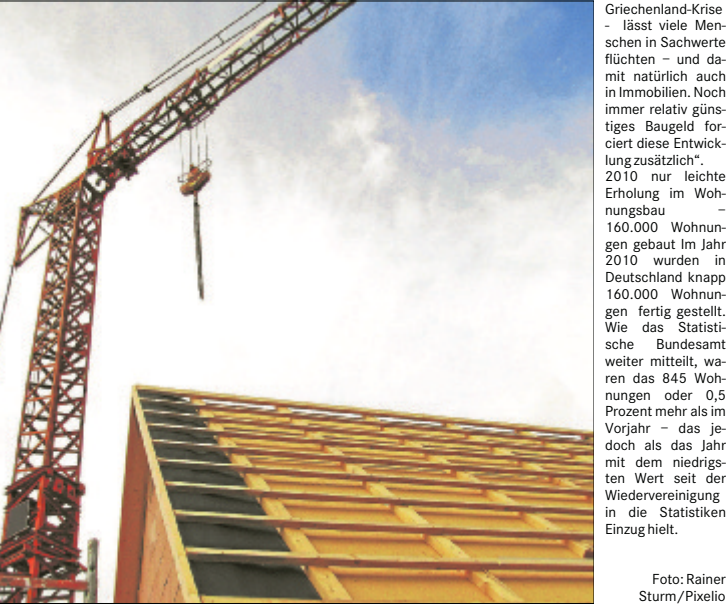 Griechenland-Krise
- lässt viele Men-
schen in Sachwerte
flüchten – und da-
mit natürlich auch
in Immobilien. Noch
immer relativ güns-
tiges Baugeld for-
ciert diese Entwick-
lung zusätzlich“.
2010 nur leichte
Erholung im Woh-
nungsbau –
160.000 Wohnun-
gen gebaut Im Jahr
2010 wurden in
Deutschland knapp
160.000 Wohnun-
gen fertig gestellt.
Wie das Statisti-
sche Bundesamt
weiter mitteilt, wa-
ren das 845 Woh-
nungen oder 0,5
Prozent mehr als im
Vorjahr – das je-
doch als das Jahr
mit dem niedrigs-
ten Wert seit der
Wiedervereinigung
in die Statistiken
Einzug hielt.
Foto: Rainer
Sturm/Pixelio